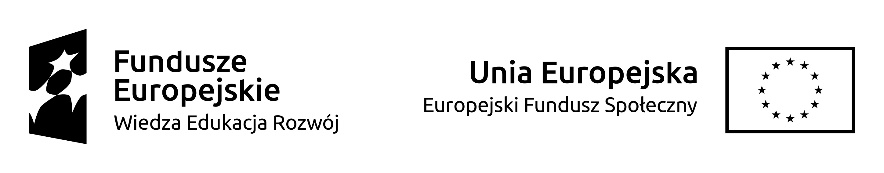 Fundusze
Europejskie
Wiedza Edukacja Rozwój
Unia Europejska
Europejski Fundusz Społeczny